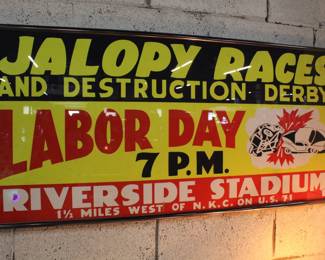 JALOPY RACES
AND DESTRUCTION DERBY
LABOR DAY
7 P.M.
RIVERSIDE STADIUM
1½ MILES WEST OF N.K.C. ON U.S. 71